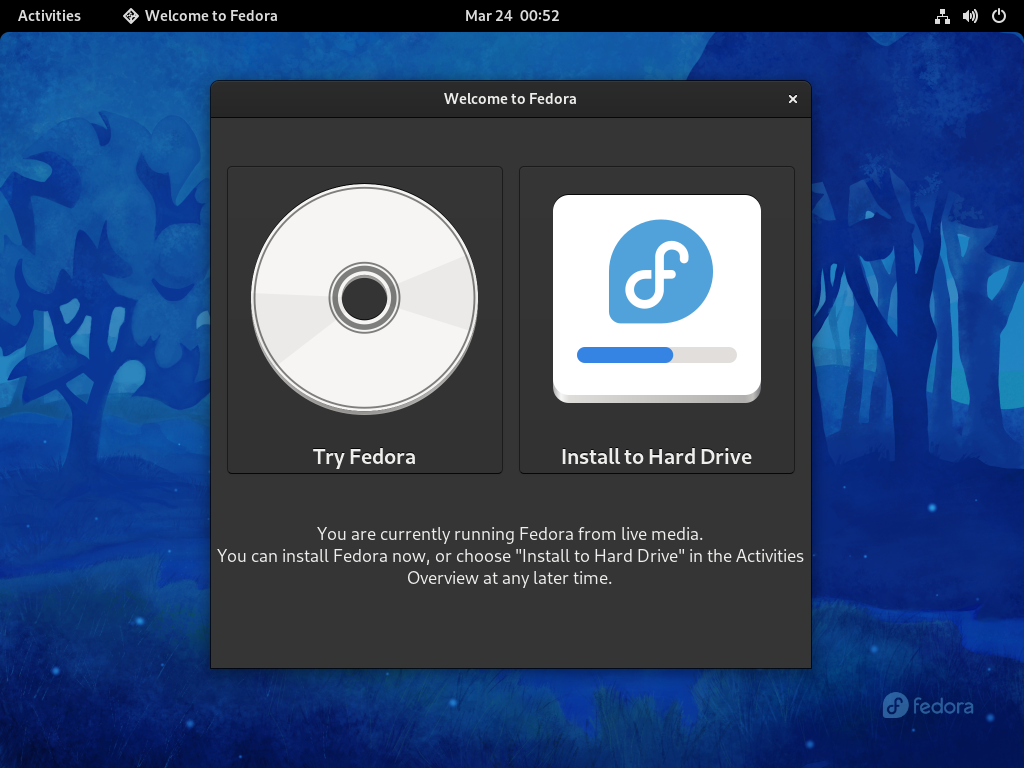 Activities Welcome to Fedora Mar 24 00:52
Welcome to Fedora
Try Fedora Install to Hard Drive
You are currently running Fedora from live media.
You can install Fedora now, or choose "Install to Hard Drive" in the Activities
Overview at any later time.
fedora